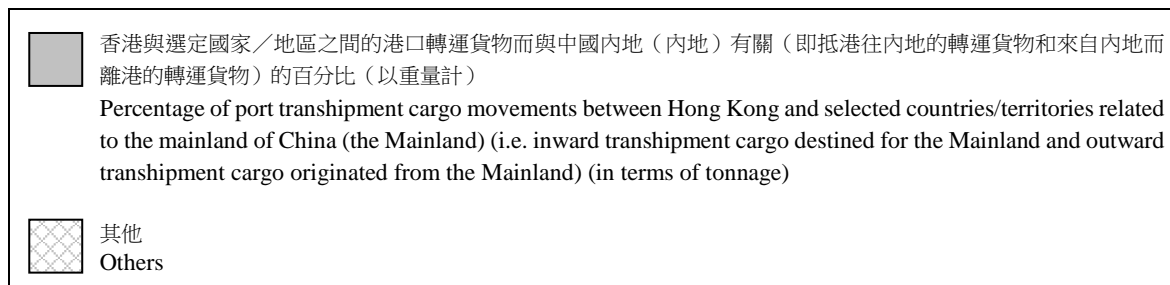 香港與選定國家／地區之間的港口轉運貨物而與中國內地（內地）有關（即抵港往內地的轉運貨物和來自內地而
離港的轉運貨物）的百分比（以重量計）
Percentage of port transhipment cargo movements between Hong Kong and selected countries/territories related
to the mainland of China (the Mainland) (i.e. inward transhipment cargo destined for the Mainland and outward
transhipment cargo originated from the Mainland) (in terms of tonnage)
其他
Others